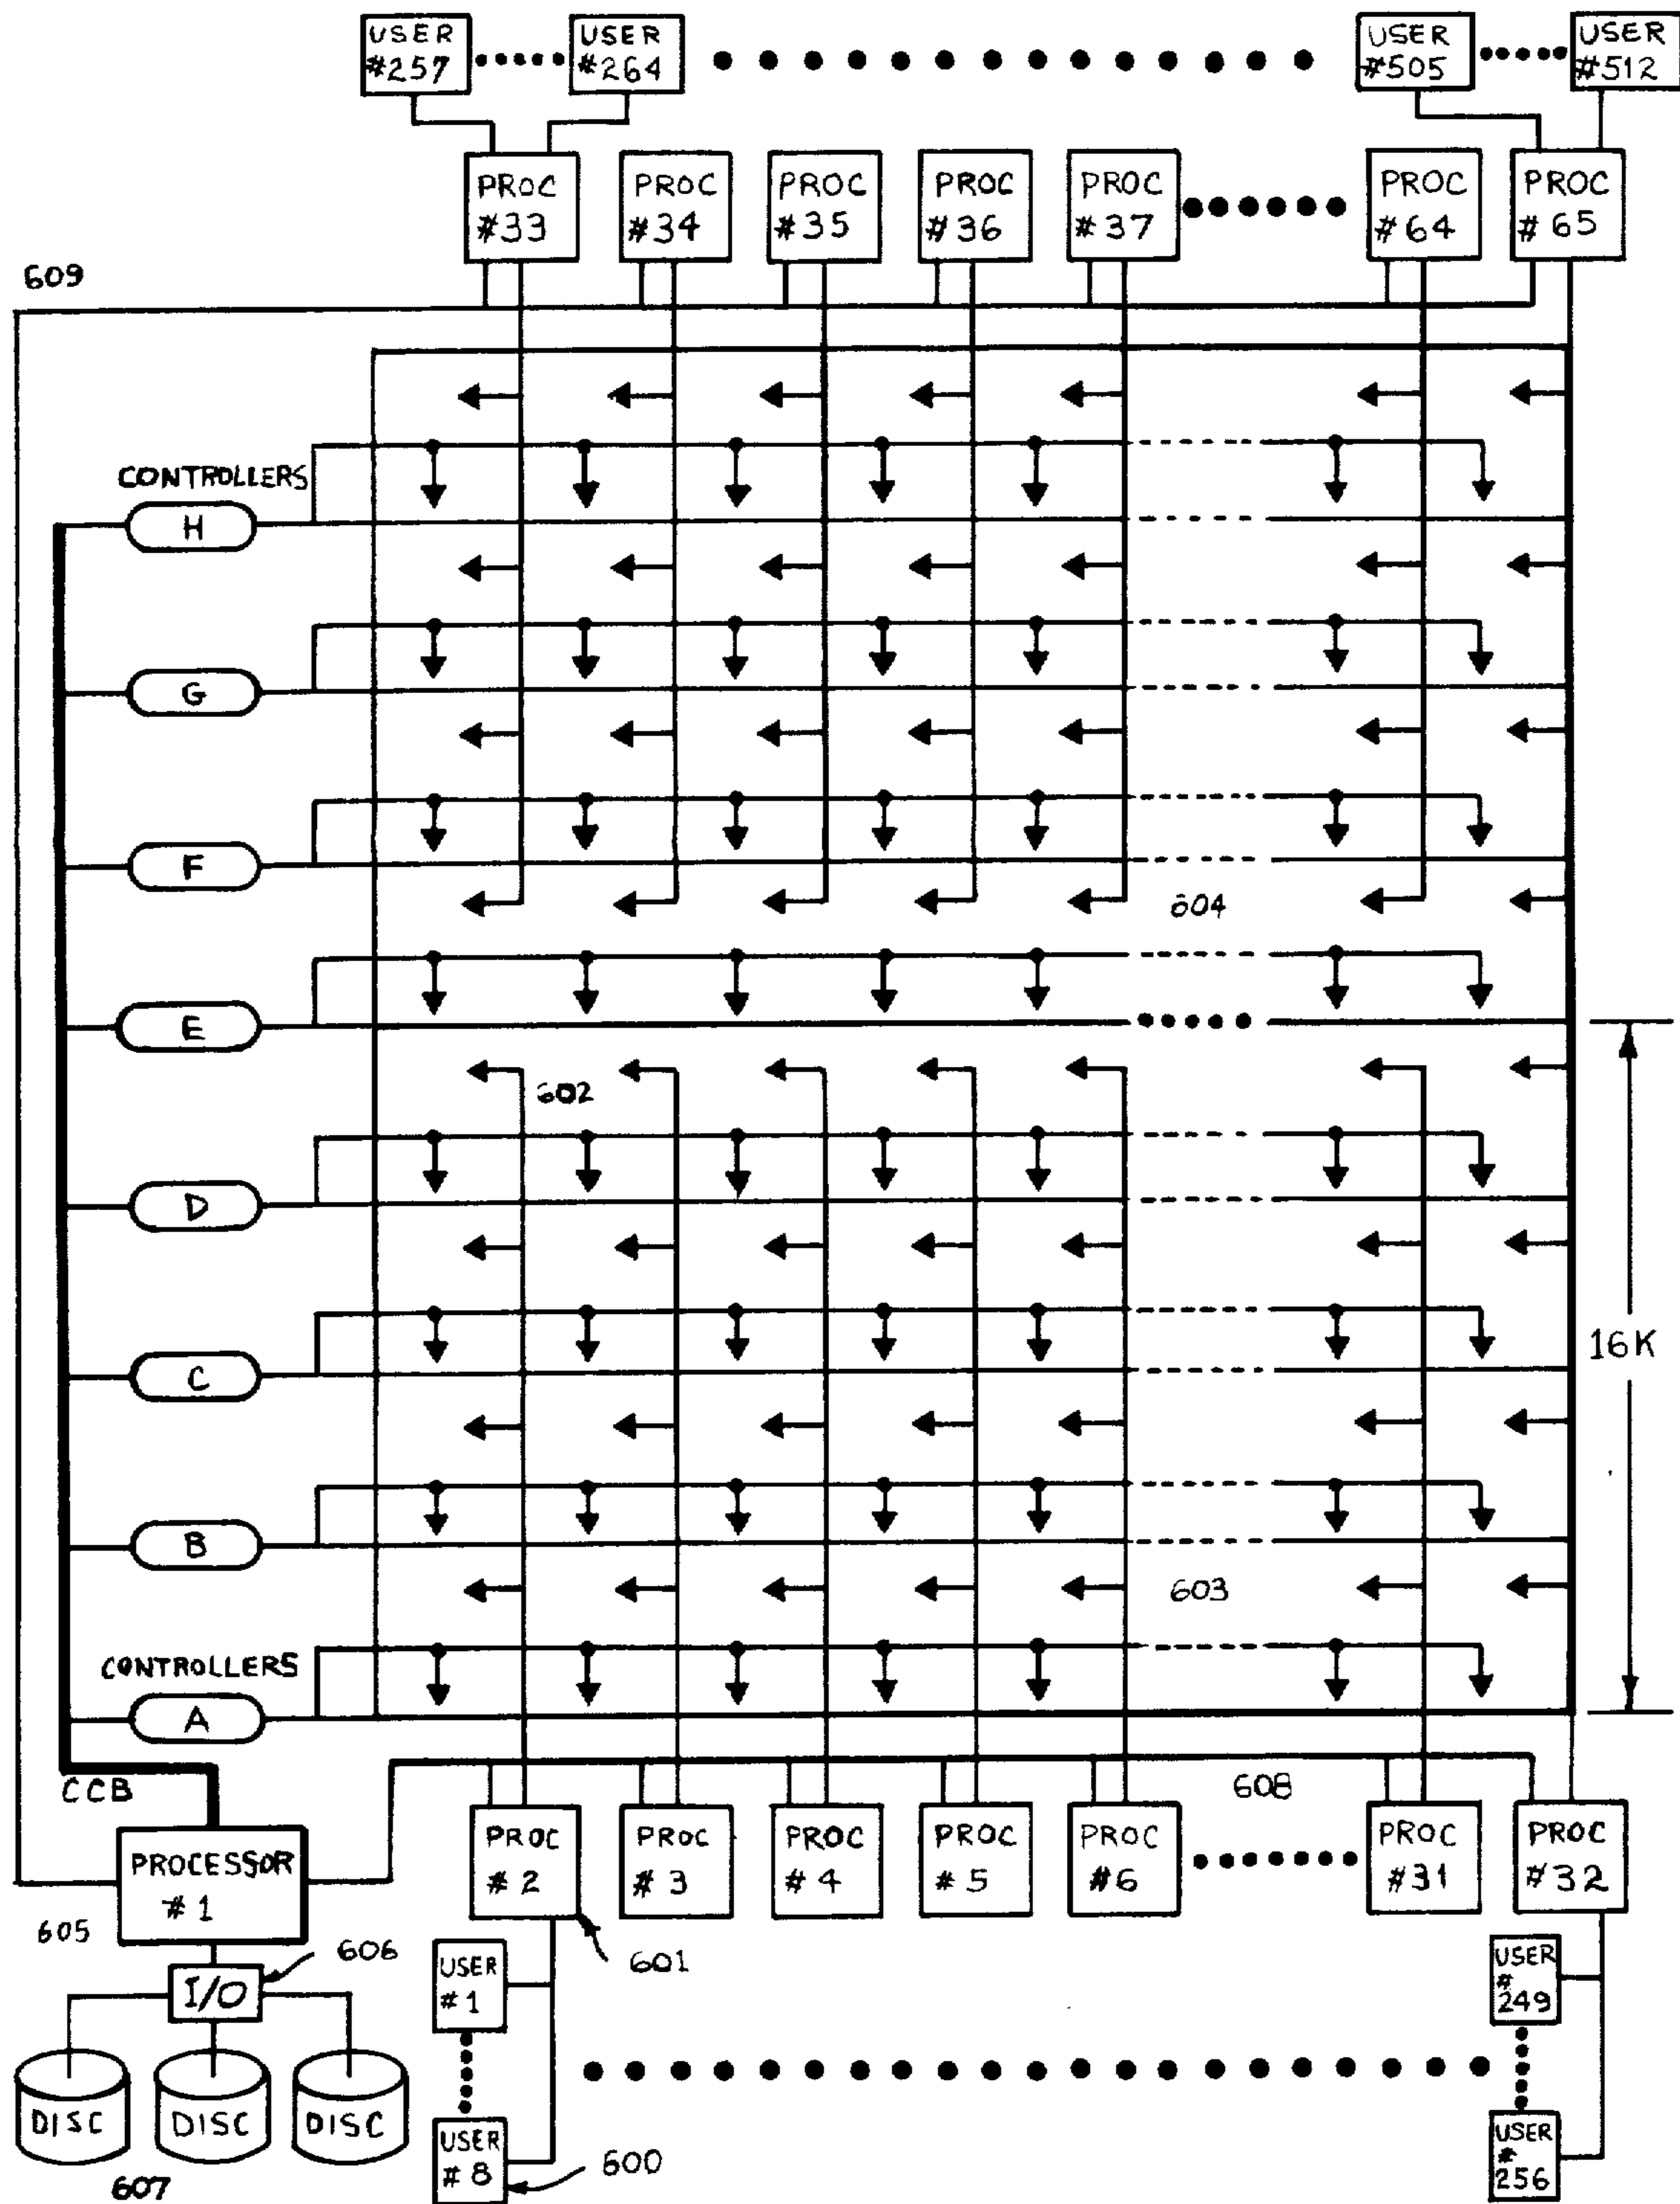 USER #257
USER #264
USER #505
USER #512
PROC #33
PROC #34
PROC #35
PROC #36
PROC #37
PROC #64
PROC #65
609
CONTROLLERS
H
G
F
604
E
602
D
16K
C
B
603
CONTROLLERS
A
CCB
608
PROCESSOR #1
PROC #2
PROC #3
PROC #4
PROC #5
PROC #6
PROC #31
PROC #32
605
606
601
I/O
USER #1
USER # 249
DISC
DISC
DISC
USER #8
600
USER # 256
607